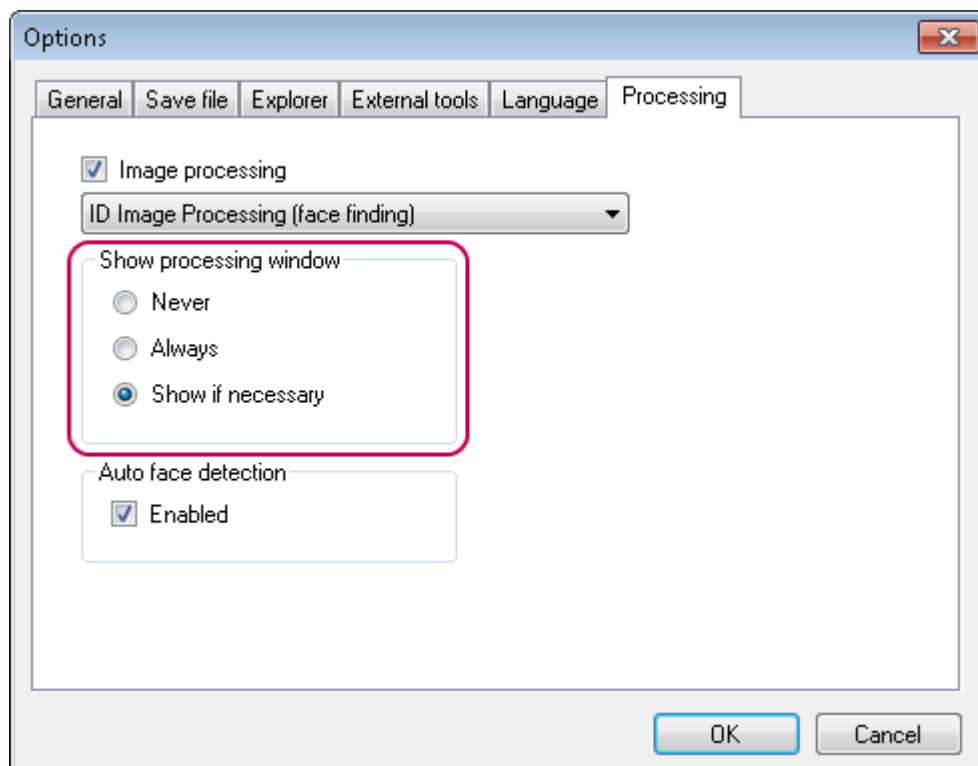 Options
General Save file Explorer External tools Language Processing
Image processing
ID Image Processing (face finding)
Show processing window
Never
Always
Show if necessary
Auto face detection
Enabled
OK Cancel